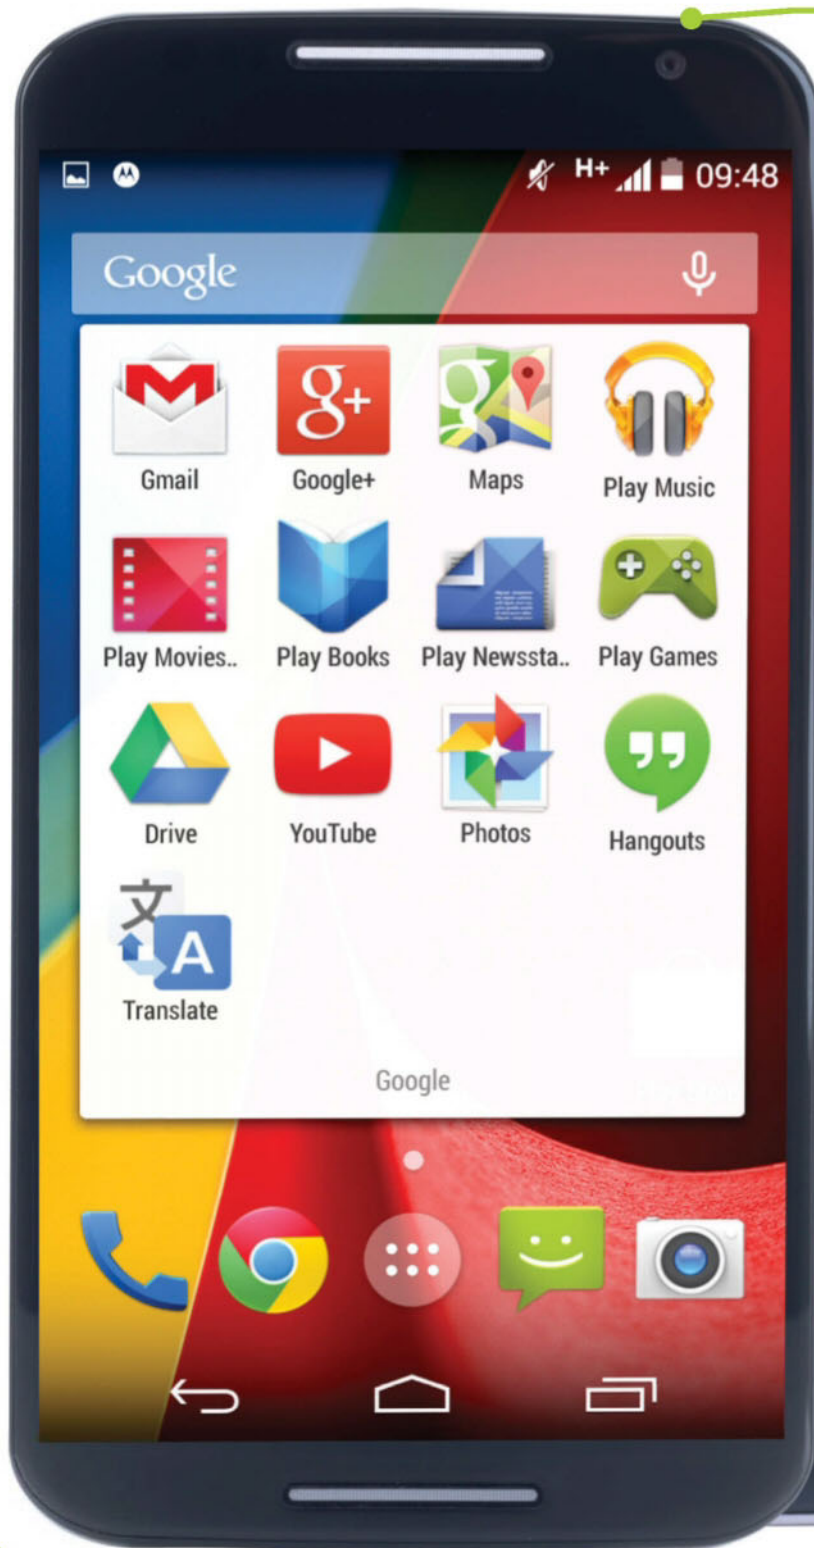 H+ 09:48
Google
g+
g
Gmail Google+ Maps Play Music
Play Movies.. Play Books Play Newssta.. Play Games
Drive YouTube Photos Hangouts
文
A
Translate
Google